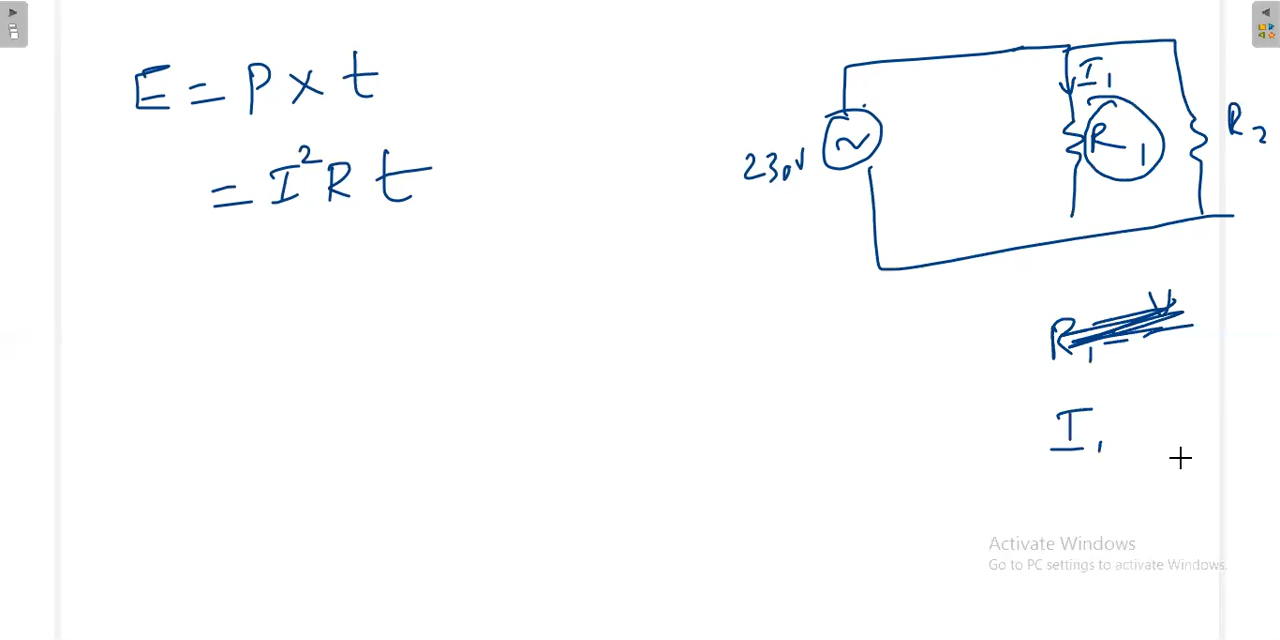 E = P × t
= I²R t
I₁
R₁
R₂
230V
I₁
Activate Windows
Go to PC settings to activate Windows.